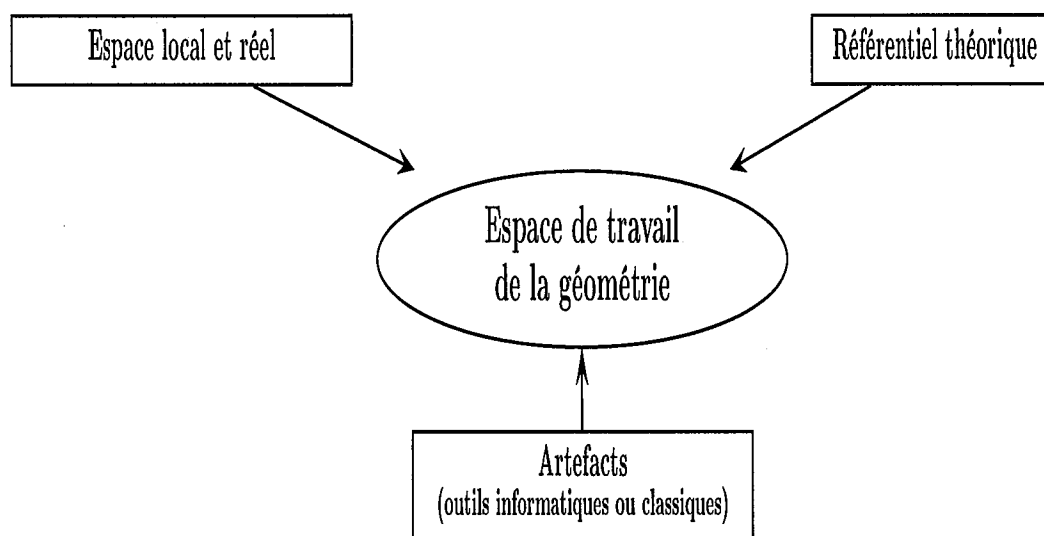 Espace local et réel
Référentiel théorique
Espace de travail
de la géométrie
Artefacts
(outils informatiques ou classiques)